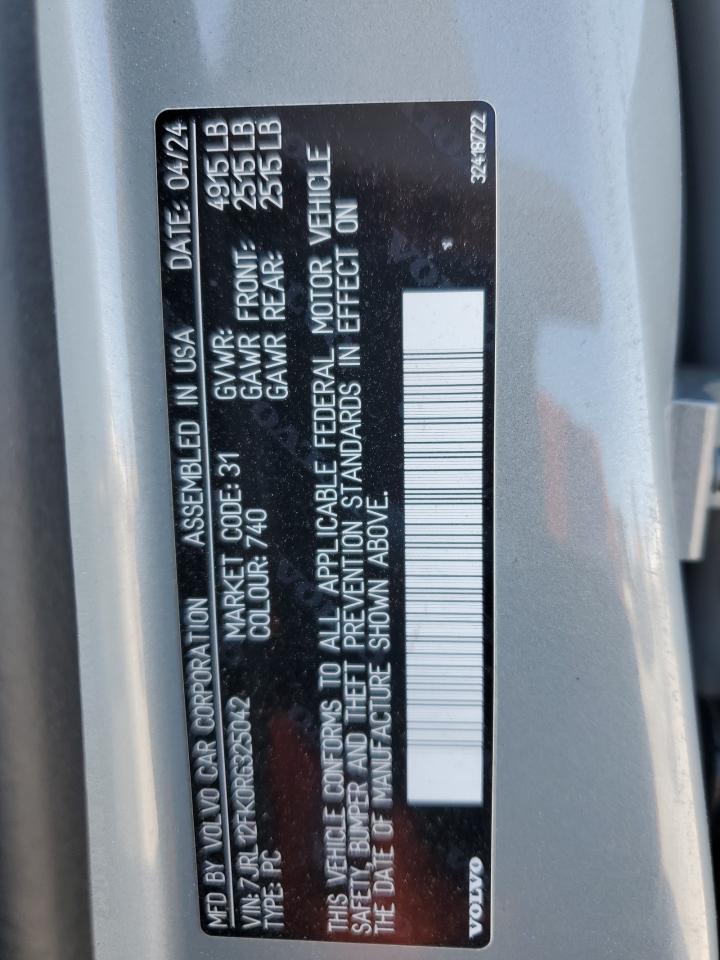 MFD BY VOLVO CAR CORPORATION ASSEMBLED IN USA DATE: 04/24
VIN: 7JRL12FK0RG325042 MARKET CODE: 31 GVWR: 4915 LB
TYPE: PC COLOUR: 740 GAWR FRONT: 2515 LB
GAWR REAR: 2515 LB
THIS VEHICLE CONFORMS TO ALL APPLICABLE FEDERAL MOTOR VEHICLE
SAFETY, BUMPER AND THEFT PREVENTION STANDARDS IN EFFECT ON
THE DATE OF MANUFACTURE SHOWN ABOVE.
VOLVO 32418722